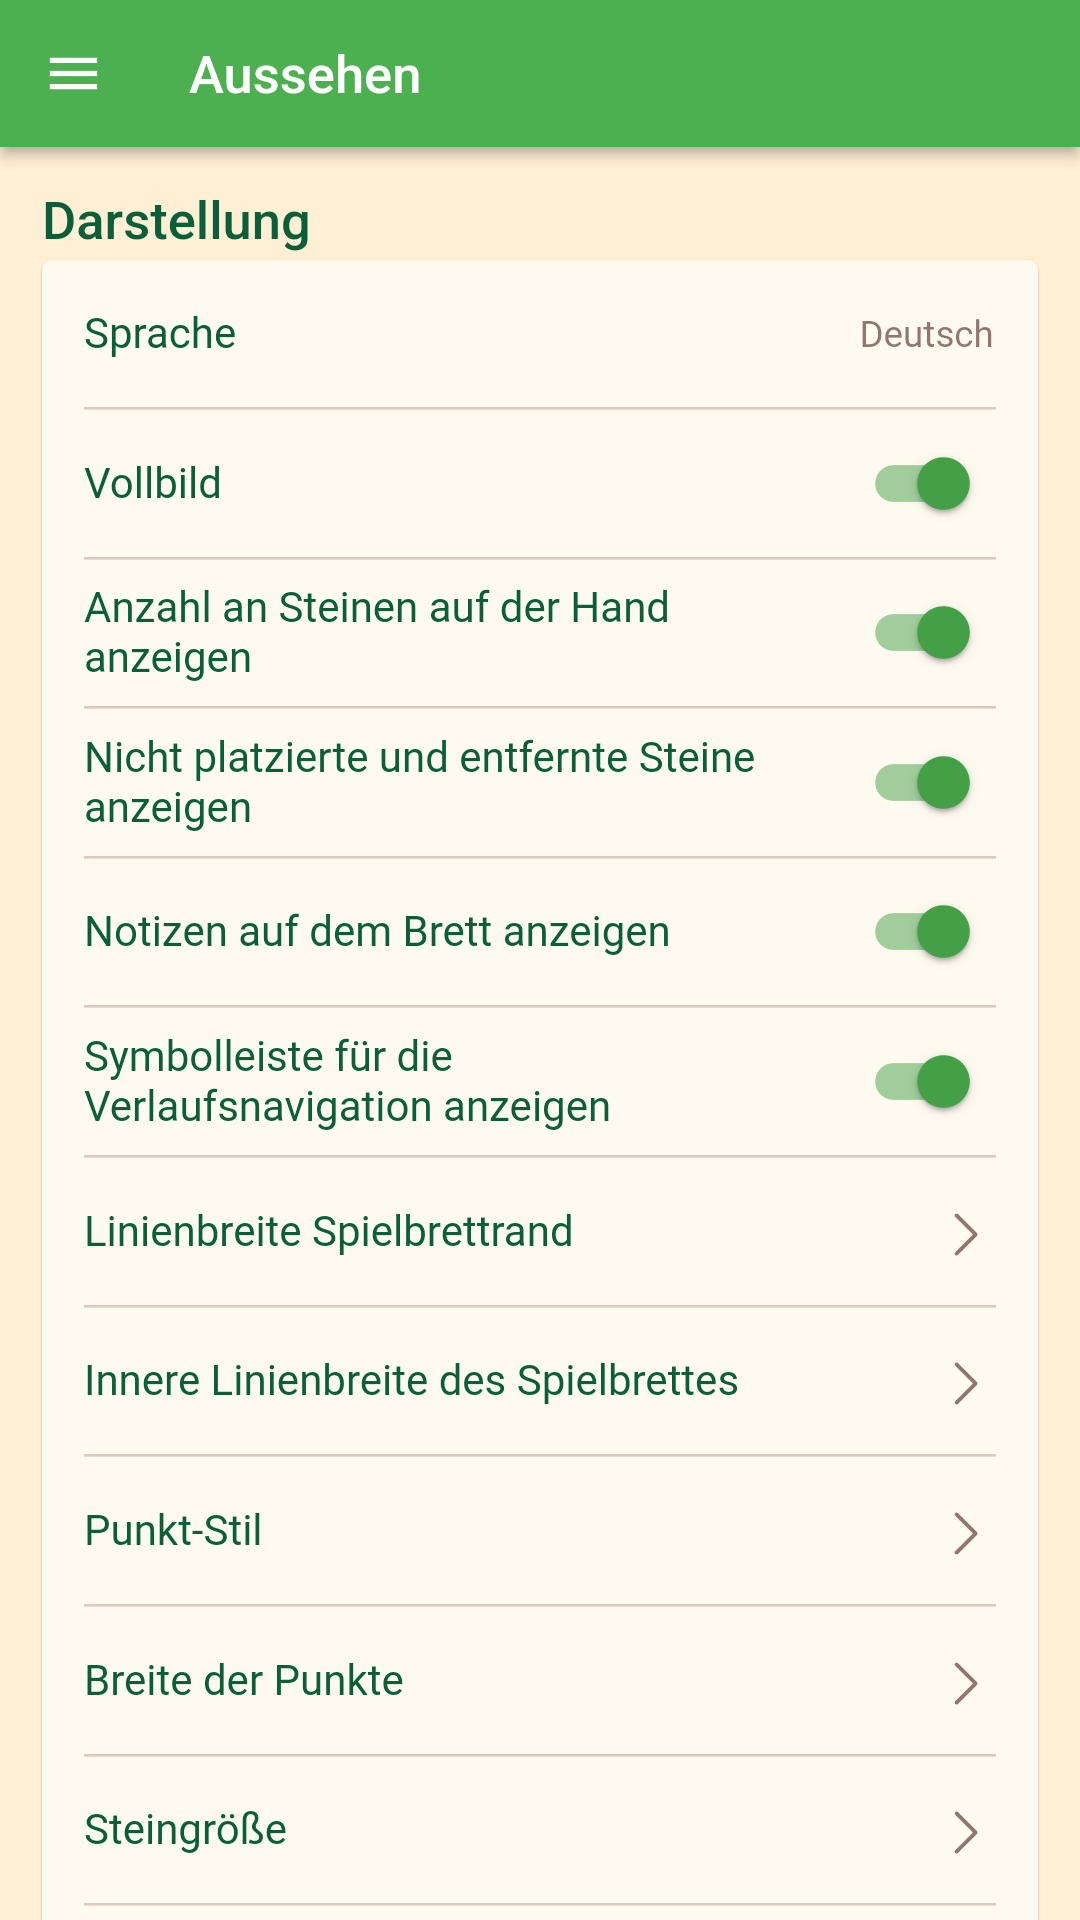 Aussehen
Darstellung
Sprache
Deutsch
Vollbild
Anzahl an Steinen auf der Hand
anzeigen
Nicht platzierte und entfernte Steine
anzeigen
Notizen auf dem Brett anzeigen
Symbolleiste für die
Verlaufsnavigation anzeigen
Linienbreite Spielbrettrand
Innere Linienbreite des Spielbrettes
Punkt-Stil
Breite der Punkte
Steingröße